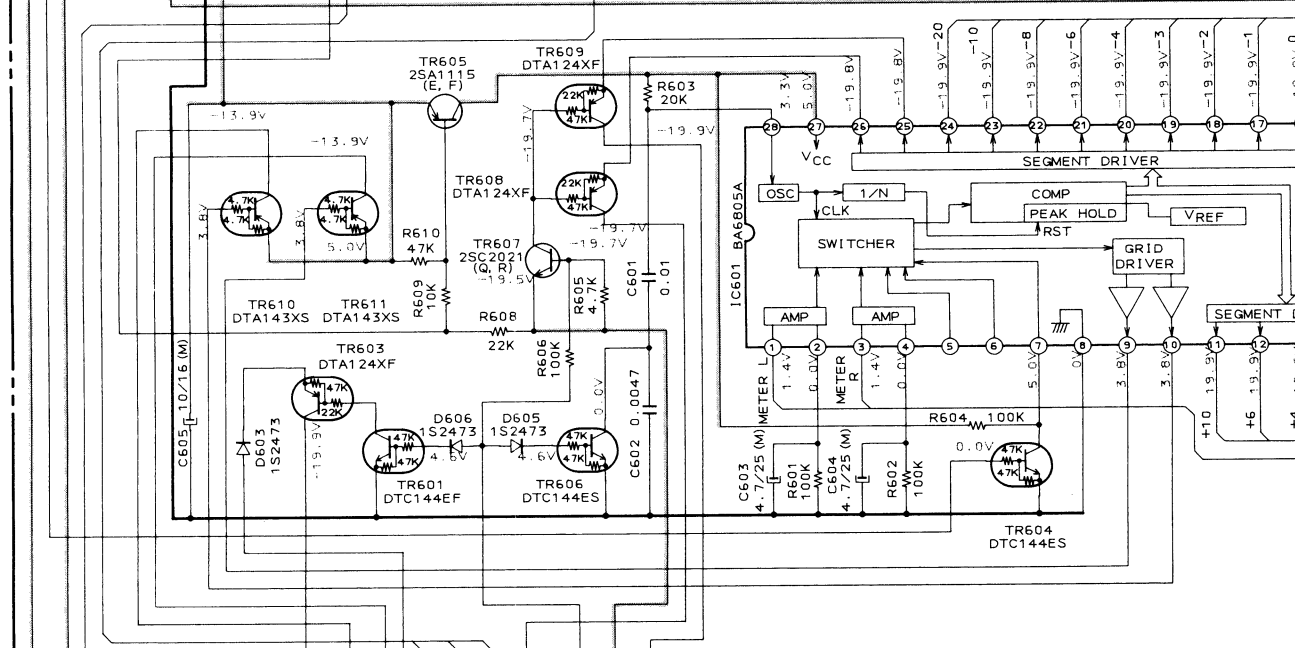 TR609
DTA124XF
TR605
2SA1115
(E, F)
22K
47K
R603
20K
-19.9V
-13.9V
-13.9V
-19.7V
3.3V
5.0V
-19.8V
-19.8V
-19.9V
-20
-19.9V
-10
-19.9V
-8
-19.9V
-6
-19.9V
-4
-19.9V
-3
-19.9V
-2
-19.9V
-1
28
27
26
25
24
23
22
21
20
19
18
17
VCC
SEGMENT DRIVER
OSC
1/N
CLK
COMP
PEAK HOLD
VREF
RST
SWITCHER
GRID
DRIVER
IC601 BA6805A
AMP
AMP
SEGMENT D
TR608
DTA124XF
22K
47K
-19.7V
-19.7V
4.7K
4.7K
3.8V
4.7K
4.7K
3.8V
5.0V
R610
47K
TR607
2SC2021
(Q, R)
-19.5V
R605
4.7K
C601
0.01
R609
10K
TR610
DTA143XS
TR611
DTA143XS
R608
22K
R606
100K
1
2
3
4
5
6
7
8
9
10
11
12
METER L
1.4V
0.0V
METER
R
1.4V
0.0V
5.0V
0V
3.8V
3.8V
19.9V
19.9V
+10
+6
+4
TR603
DTA124XF
47K
22K
C605 10/16 (M)
D603
1S2473
-19.9V
D606
1S2473
4.6V
D605
1S2473
4.6V
47K
47K
TR601
DTC144EF
47K
47K
TR606
DTC144ES
0.0V
C602
0.0047
R604
100K
0.0V
47K
47K
TR604
DTC144ES
C603
4.7/25 (M)
R601
100K
C604
4.7/25 (M)
R602
100K